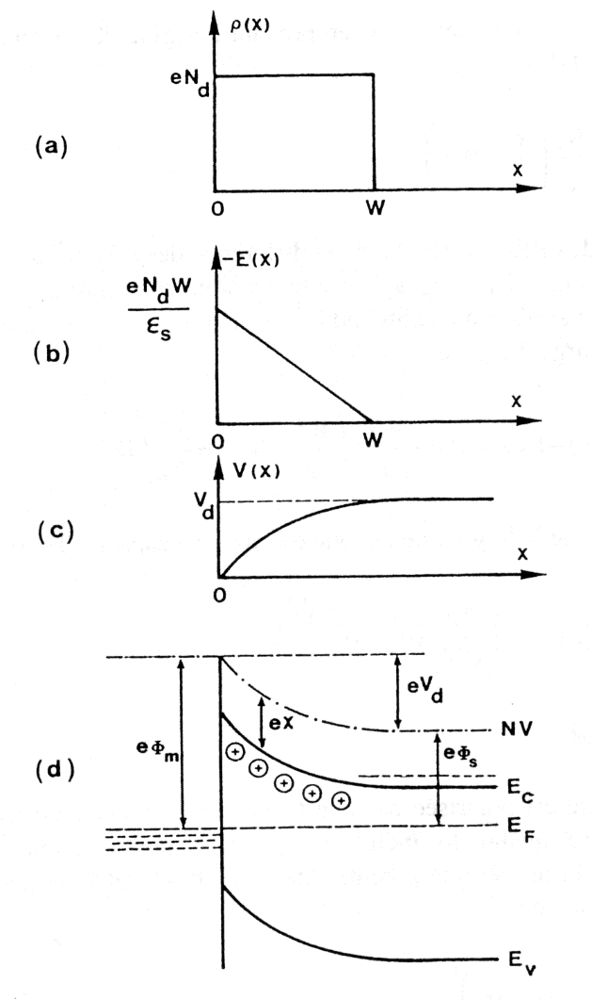 ρ(x)
eN_d
(a)
x
0 W
-E(x)
eN_dW
ε_s
(b)
x
0 W
V(x)
V_d
(c)
x
0
eV_d
NV
eχ
eΦ_m
eΦ_s
(d)
E_C
E_F
E_V